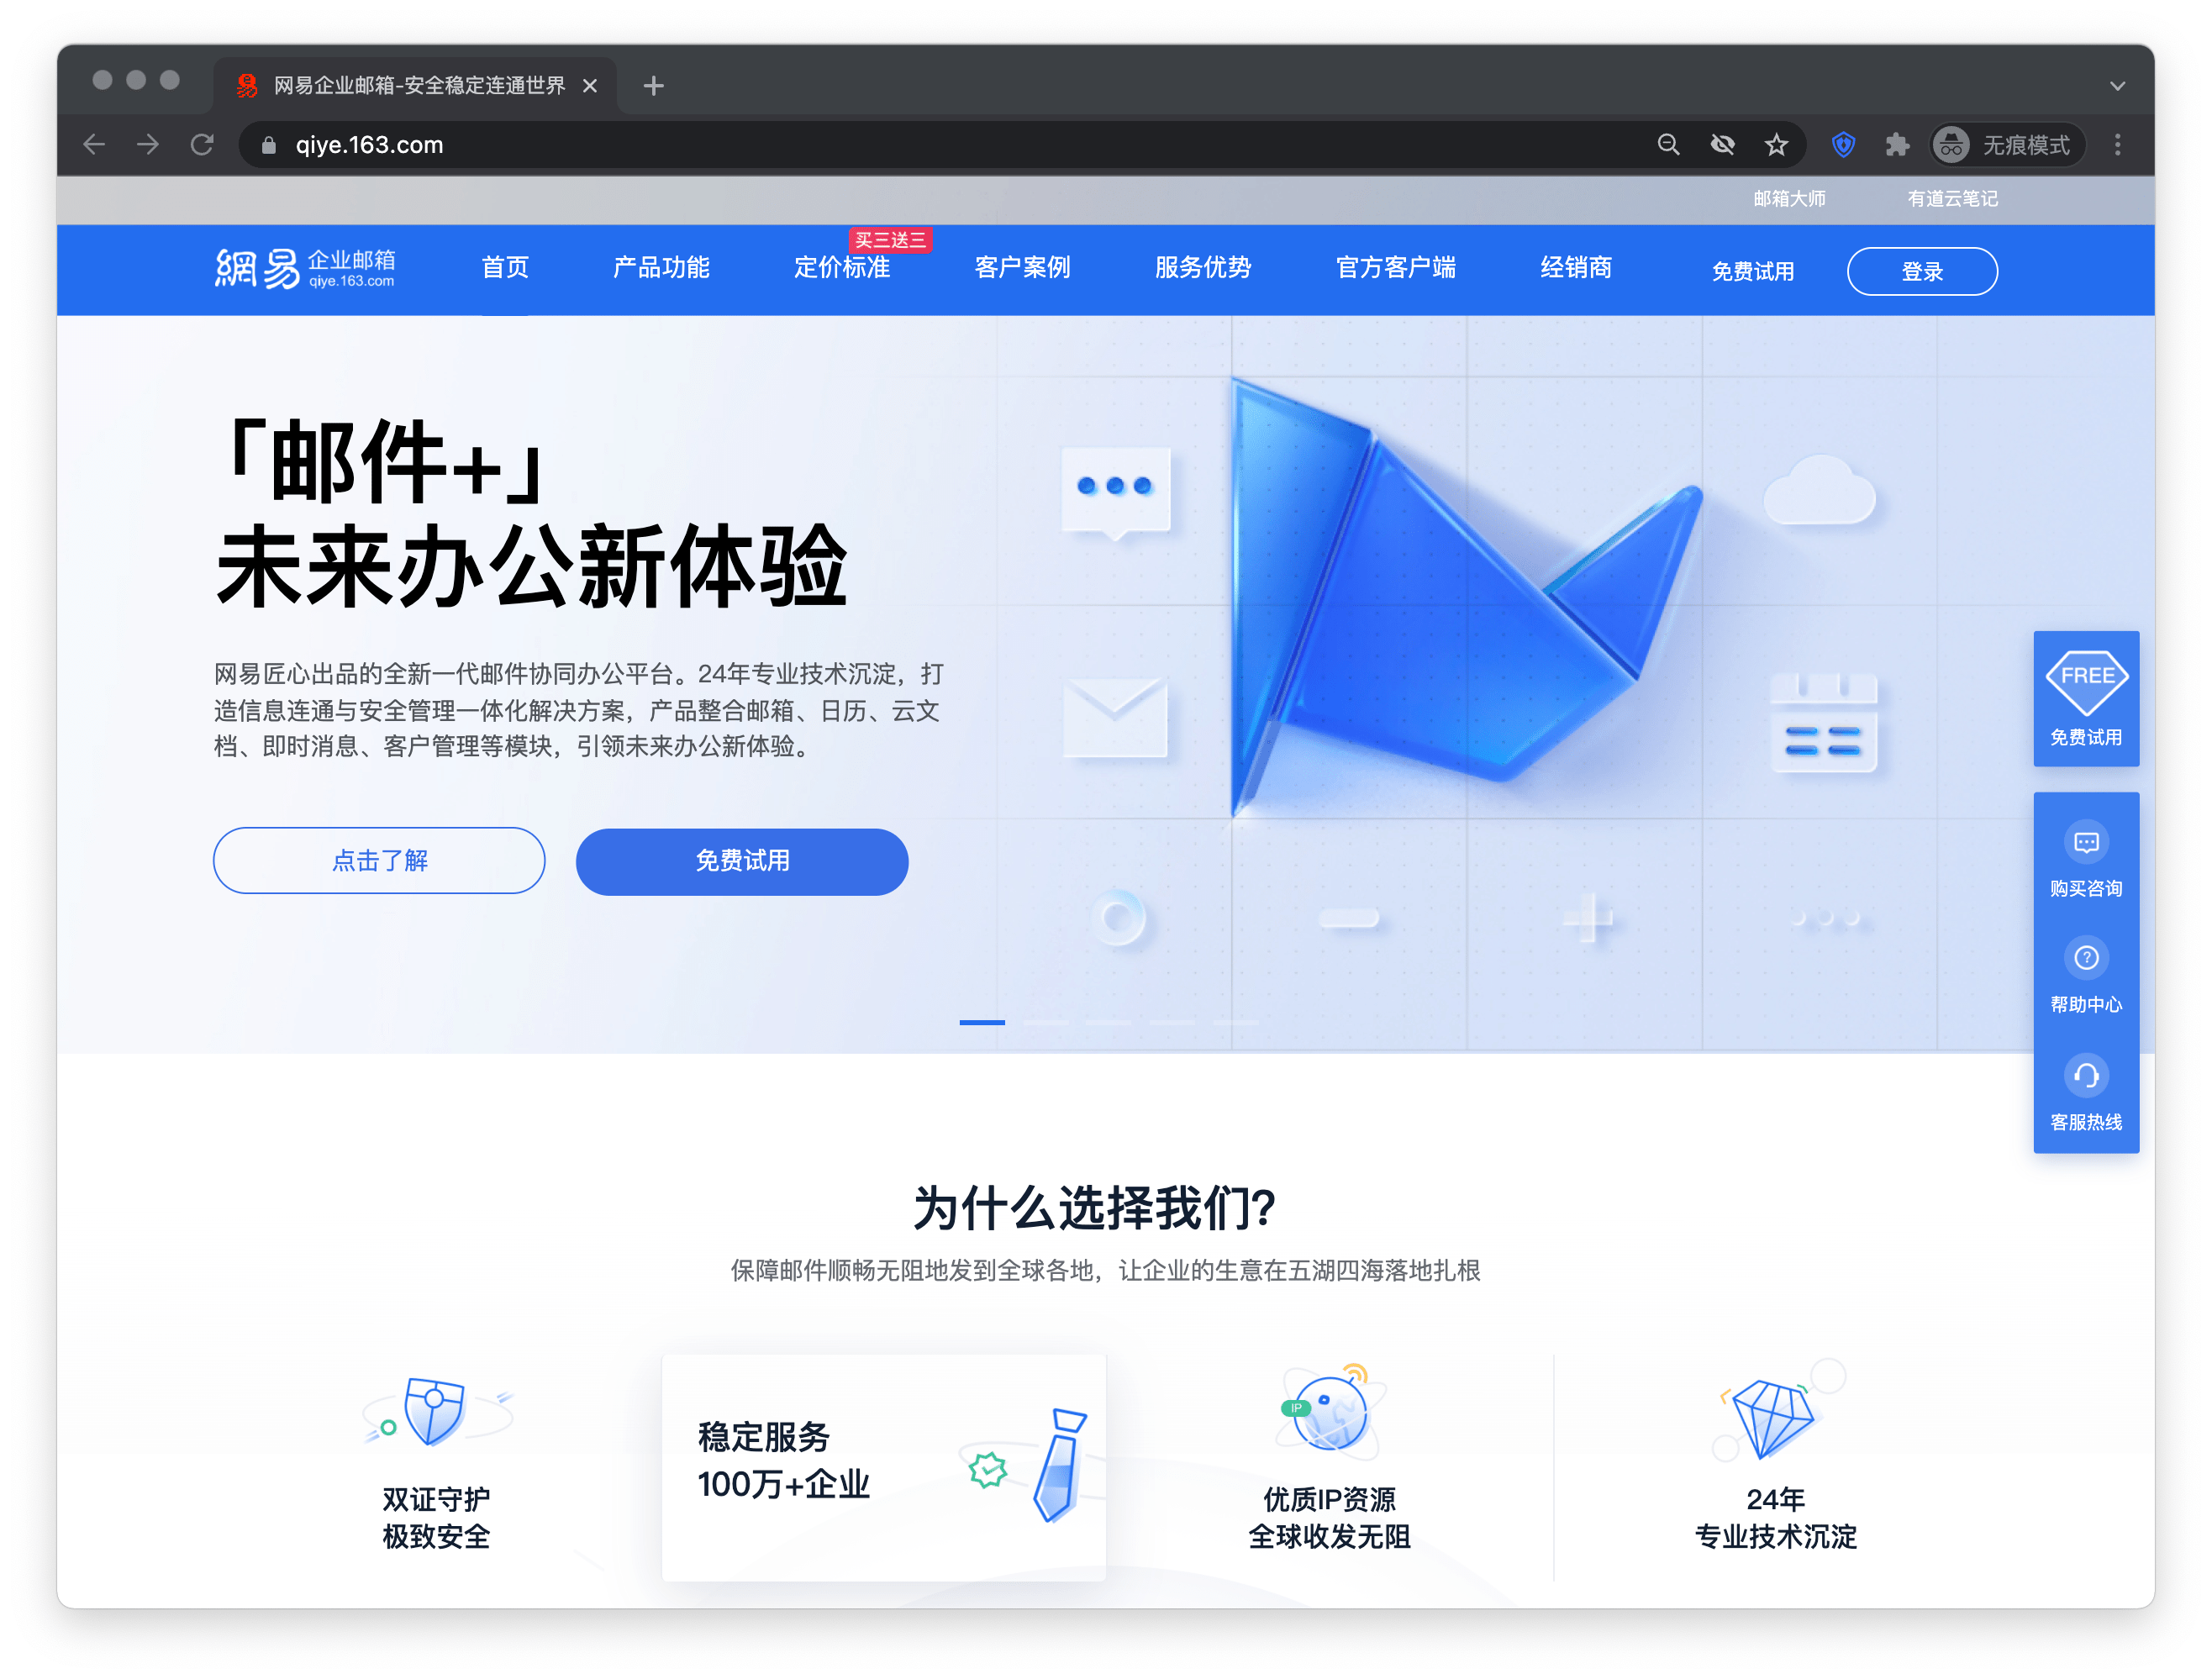 网易企业邮箱-安全稳定连通世界
qiye.163.com
无痕模式
邮箱大师
有道云笔记
網易
企业邮箱
qiye.163.com
首页
产品功能
定价标准
买三送三
客户案例
服务优势
官方客户端
经销商
免费试用
登录
「邮件+」
未来办公新体验
网易匠心出品的全新一代邮件协同办公平台。24年专业技术沉淀，打
造信息连通与安全管理一体化解决方案，产品整合邮箱、日历、云文
档、即时消息、客户管理等模块，引领未来办公新体验。
点击了解
免费试用
FREE
免费试用
购买咨询
帮助中心
客服热线
为什么选择我们？
保障邮件顺畅无阻地发到全球各地，让企业的生意在五湖四海落地扎根
双证守护
极致安全
稳定服务
100万+企业
IP
优质IP资源
全球收发无阻
24年
专业技术沉淀